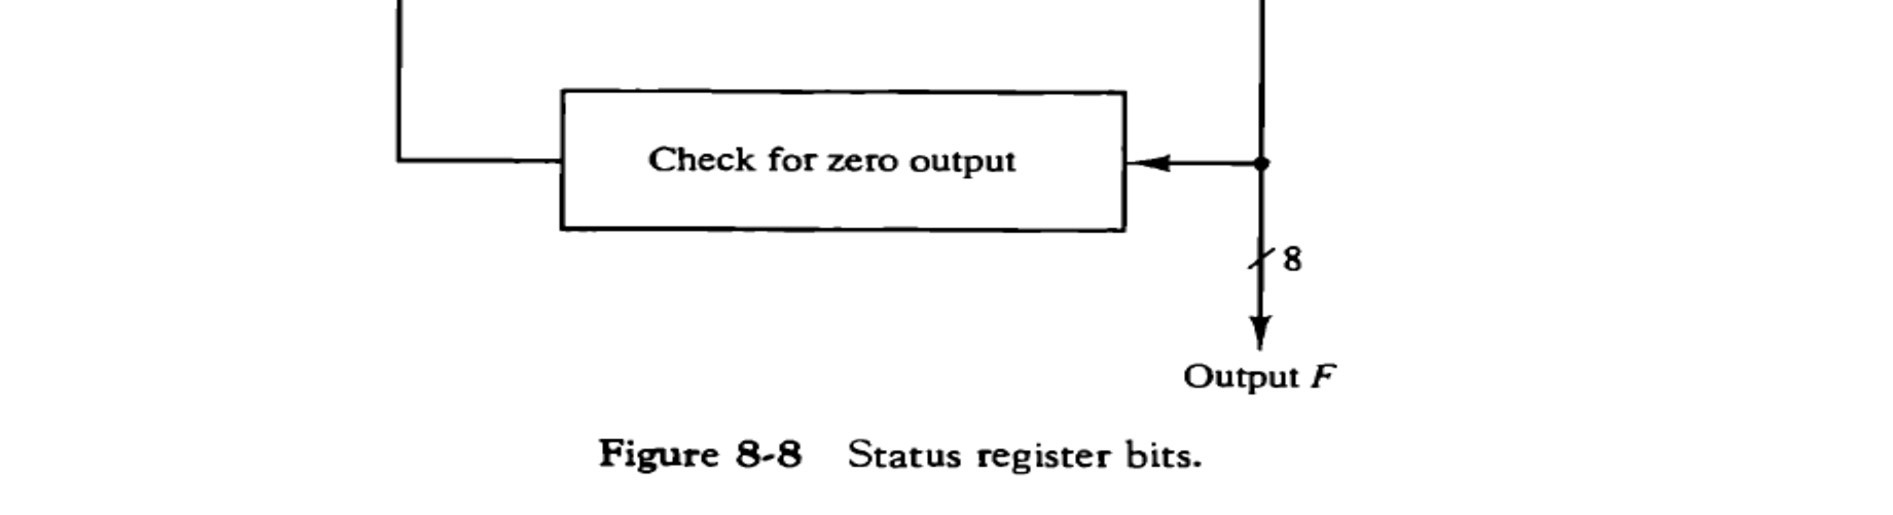 Check for zero output
8
Output F
Figure 8-8 Status register bits.